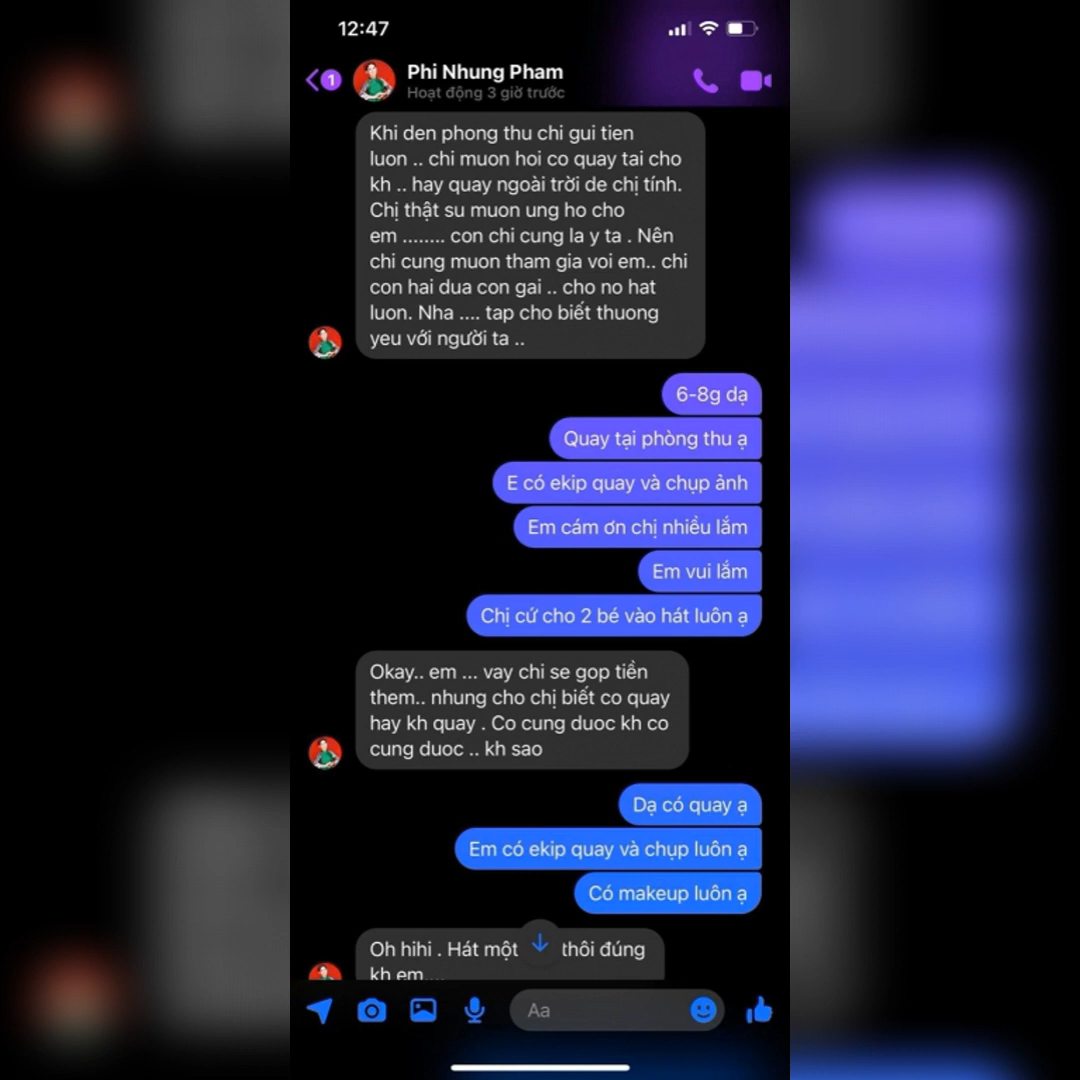 12:47
1
Phi Nhung Pham
Hoạt động 3 giờ trước
Khi den phong thu chi gui tien
luon .. chi muon hoi co quay tai cho
kh .. hay quay ngoài trời de chị tính.
Chị thật su muon ung ho cho
em ........ con chi cung la y ta . Nên
chi cung muon tham gia voi em.. chi
con hai dua con gai .. cho no hat
luon. Nha .... tap cho biết thuong
yeu với người ta ..
6-8g dạ
Quay tại phòng thu ạ
E có ekip quay và chụp ảnh
Em cám ơn chị nhiều lắm
Em vui lắm
Chị cứ cho 2 bé vào hát luôn ạ
Okay.. em ... vay chi se gop tiền
them.. nhung cho chị biết co quay
hay kh quay . Co cung duoc kh co
cung duoc .. kh sao
Dạ có quay ạ
Em có ekip quay và chụp luôn ạ
Có makeup luôn ạ
Oh hihi . Hát một thôi đúng
kh em....
Aa